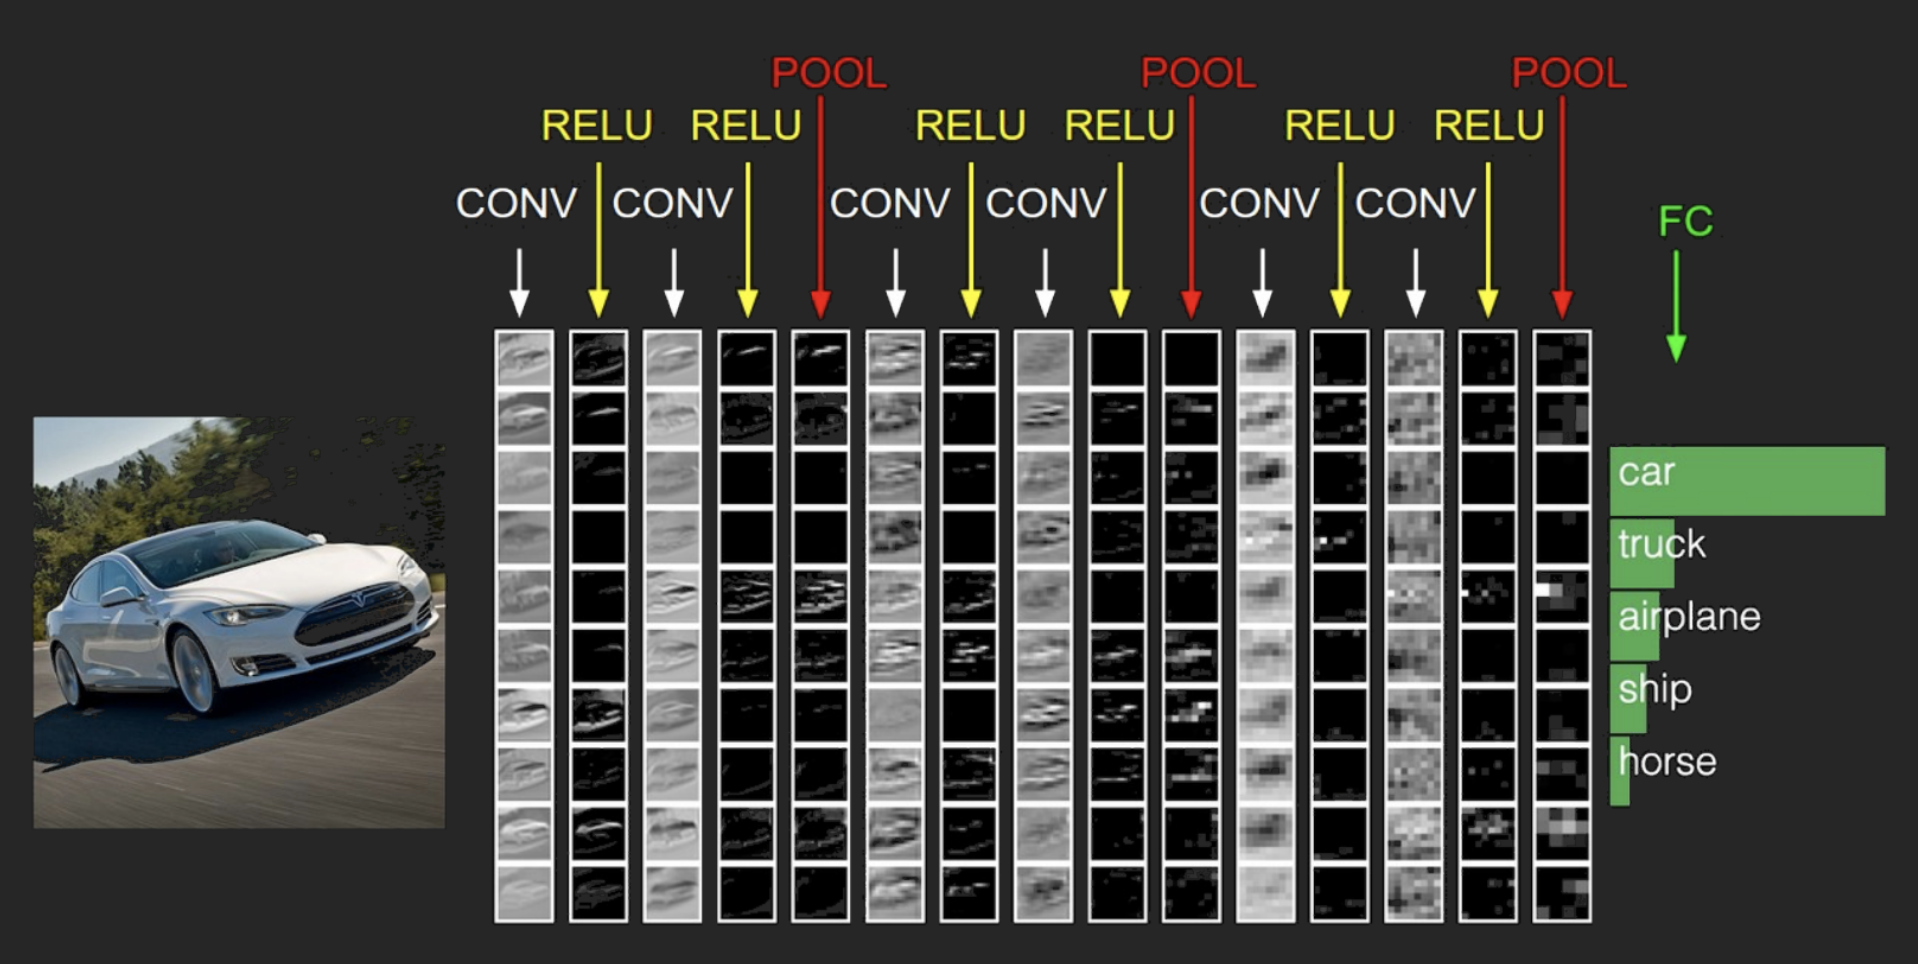 POOL POOL POOL
RELU RELU RELU RELU RELU RELU
CONV CONV CONV CONV CONV CONV
FC
car
truck
airplane
ship
horse